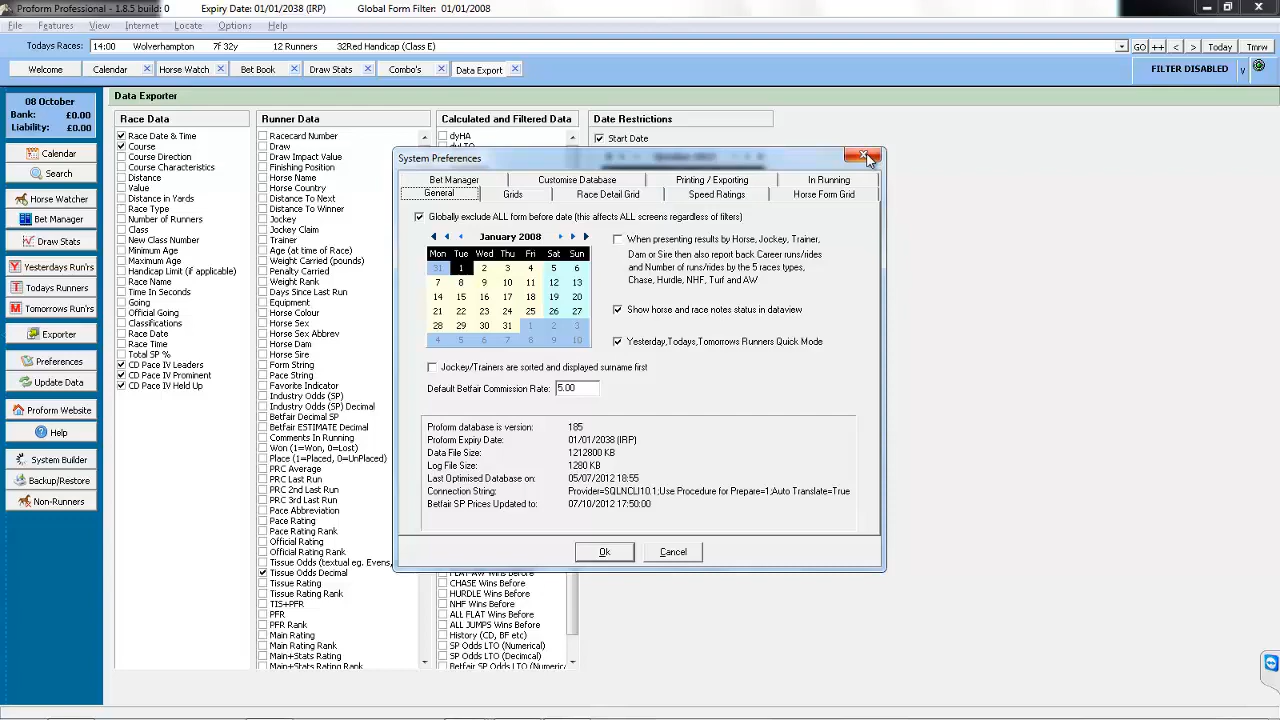 Proform Professional - 1.8.5 build: 0 Expiry Date: 01/01/2038 (IRP) Global Form Filter: 01/01/2008
File Features View Internet Locate Options Help
Todays Races: 14:00 Wolverhampton 7f 32y 12 Runners 32Red Handicap (Class E) GO ++ < > Today Tmrw
Welcome Calendar Horse Watch Bet Book Draw Stats Combo's Data Export FILTER DISABLED
Data Exporter
08 October
Bank: £0.00
Liability: £0.00
Calendar
Search
Horse Watcher
Bet Manager
Draw Stats
Yesterdays Run's
Todays Runners
Tomorrows Run's
Exporter
Preferences
Update Data
Proform Website
Help
System Builder
Backup/Restore
Non-Runners
Race Data
Race Date & Time
Course
Course Direction
Course Characteristics
Distance
Value
Distance in Yards
Race Type
Number of Runners
Class
New Class Number
Minimum Age
Maximum Age
Handicap Limit (if applicable)
Race Name
Time In Seconds
Going
Official Going
Classifications
Race Date
Race Time
Total SP %
CD Pace IV Leaders
CD Pace IV Prominent
CD Pace IV Held Up
Runner Data
Racecard Number
Draw
Draw Impact Value
Finishing Position
Horse Name
Horse Country
Distance To Next
Distance To Winner
Jockey
Jockey Claim
Trainer
Age (at time of Race)
Weight Carried (pounds)
Penalty Carried
Weight Rank
Days Since Last Run
Equipment
Horse Colour
Horse Sex
Horse Sex Abbrev
Horse Dam
Horse Sire
Form String
Pace String
Favorite Indicator
Industry Odds (SP)
Industry Odds (SP) Decimal
Betfair Decimal SP
Betfair ESTIMATE Decimal
Comments In Running
Won (1=Won, 0=Lost)
Place (1=Placed, 0=UnPlaced)
PRC Average
PRC Last Run
PRC 2nd Last Run
PRC 3rd Last Run
Pace Abbreviation
Pace Rating
Pace Rating Rank
Official Rating
Official Rating Rank
Tissue Odds (textual eg. Evens,
Tissue Odds Decimal
Tissue Rating
Tissue Rating Rank
TIS+PFR
PFR
PFR Rank
Main Rating
Main Rating Rank
Main+Stats Rating
Main+Stats Rating Rank
Calculated and Filtered Data
dyHA
CHASE Wins Before
HURDLE Wins Before
NHF Wins Before
ALL FLAT Wins Before
ALL JUMPS Wins Before
History (CD, BF etc)
SP Odds LTO (Numerical)
SP Odds LTO (Decimal)
Date Restrictions
Start Date
System Preferences
Bet Manager Customise Database Printing / Exporting In Running
General Grids Race Detail Grid Speed Ratings Horse Form Grid
Globally exclude ALL form before date (this affects ALL screens regardless of filters)
January 2008
Mon Tue Wed Thu Fri Sat Sun
31 1 2 3 4 5 6
7 8 9 10 11 12 13
14 15 16 17 18 19 20
21 22 23 24 25 26 27
28 29 30 31 1 2 3
4 5 6 7 8 9 10
When presenting results by Horse, Jockey, Trainer,
Dam or Sire then also report back Career runs/rides
and Number of runs/rides by the 5 races types,
Chase, Hurdle, NHF, Turf and AW
Show horse and race notes status in dataview
Yesterday,Todays,Tomorrows Runners Quick Mode
Jockey/Trainers are sorted and displayed surname first
Default Betfair Commission Rate: 5.00
Proform database is version: 185
Proform Expiry Date: 01/01/2038 (IRP)
Data File Size: 1212800 KB
Log File Size: 1280 KB
Last Optimised Database on: 05/07/2012 18:55
Connection String: Provider=SQLNCLI10.1;Use Procedure for Prepare=1;Auto Translate=True
Betfair SP Prices Updated to: 07/10/2012 17:50:00
Ok Cancel